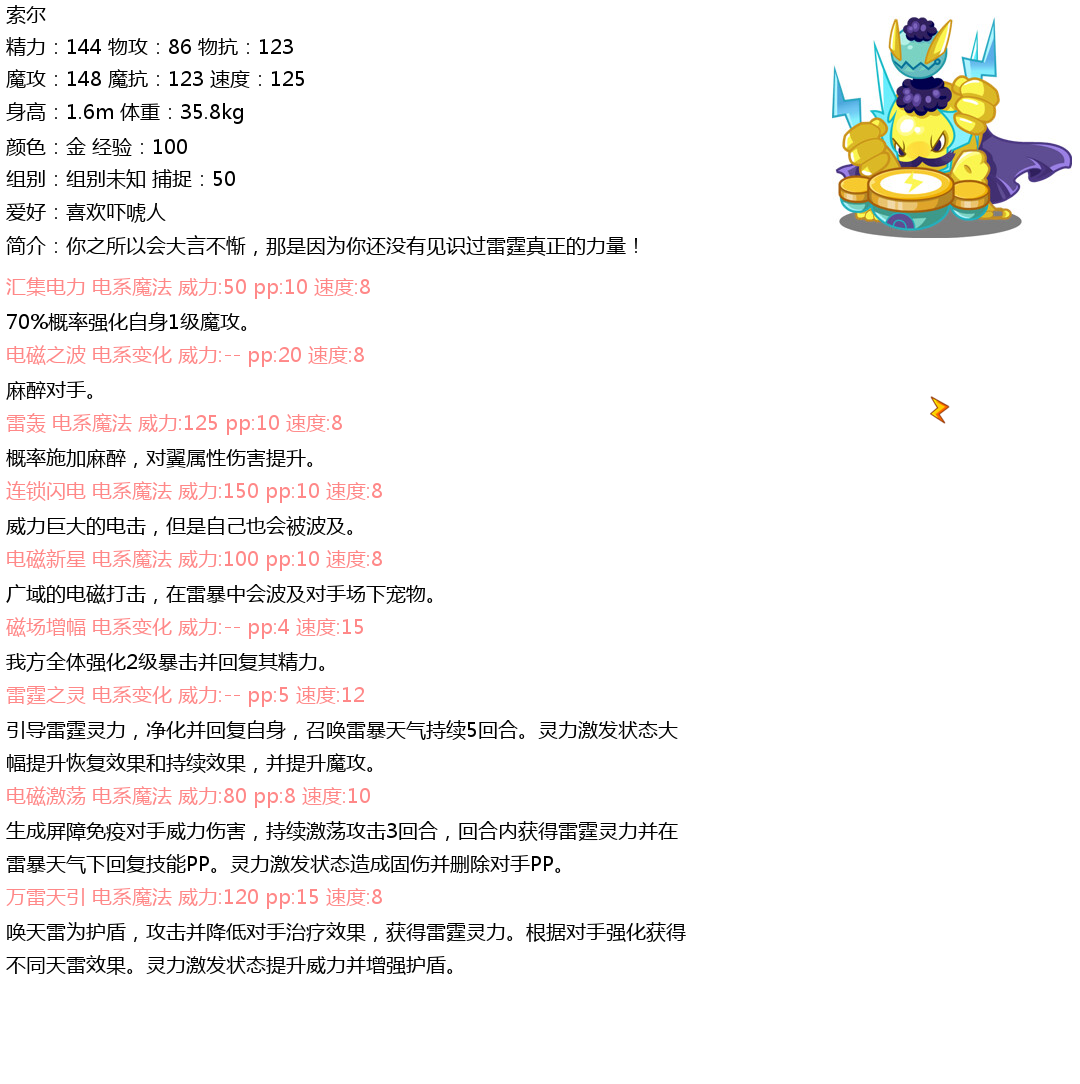 索尔
精力：144 物攻：86 物抗：123
魔攻：148 魔抗：123 速度：125
身高：1.6m 体重：35.8kg
颜色：金 经验：100
组别：组别未知 捕捉：50
爱好：喜欢吓唬人
简介：你之所以会大言不惭，那是因为你还没有见识过雷霆真正的力量！
汇集电力 电系魔法 威力:50 pp:10 速度:8
70%概率强化自身1级魔攻。
电磁之波 电系变化 威力:-- pp:20 速度:8
麻醉对手。
雷轰 电系魔法 威力:125 pp:10 速度:8
概率施加麻醉，对翼属性伤害提升。
连锁闪电 电系魔法 威力:150 pp:10 速度:8
威力巨大的电击，但是自己也会被波及。
电磁新星 电系魔法 威力:100 pp:10 速度:8
广域的电磁打击，在雷暴中会波及对手场下宠物。
磁场增幅 电系变化 威力:-- pp:4 速度:15
我方全体强化2级暴击并回复其精力。
雷霆之灵 电系变化 威力:-- pp:5 速度:12
引导雷霆灵力，净化并回复自身，召唤雷暴天气持续5回合。灵力激发状态大
幅提升恢复效果和持续效果，并提升魔攻。
电磁激荡 电系魔法 威力:80 pp:8 速度:10
生成屏障免疫对手威力伤害，持续激荡攻击3回合，回合内获得雷霆灵力并在
雷暴天气下回复技能PP。灵力激发状态造成固伤并删除对手PP。
万雷天引 电系魔法 威力:120 pp:15 速度:8
唤天雷为护盾，攻击并降低对手治疗效果，获得雷霆灵力。根据对手强化获得
不同天雷效果。灵力激发状态提升威力并增强护盾。